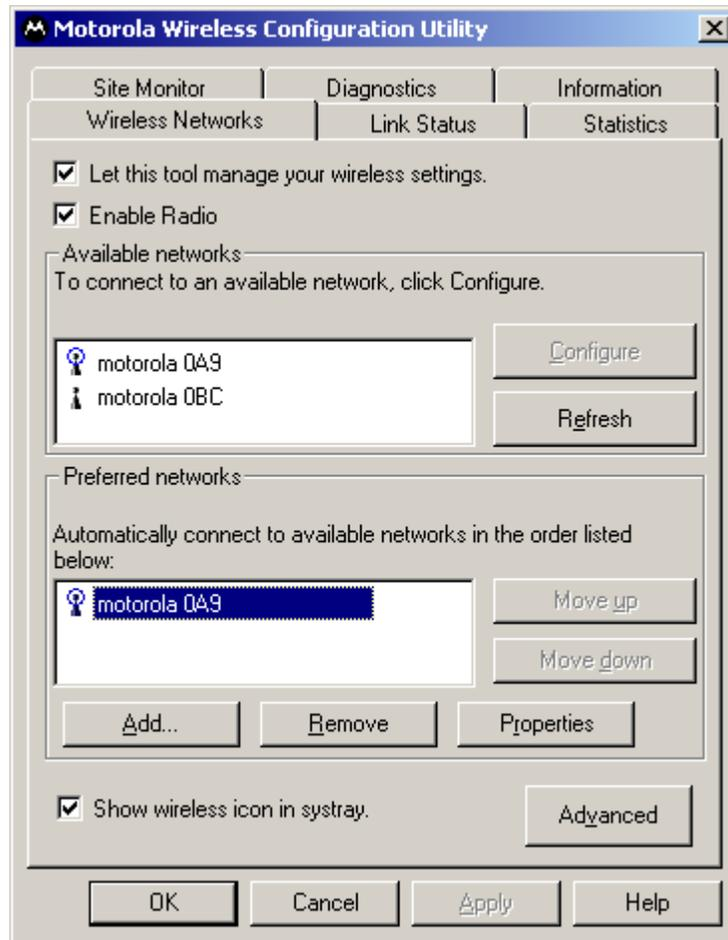 Motorola Wireless Configuration Utility
Site Monitor Diagnostics Information
Wireless Networks Link Status Statistics
Let this tool manage your wireless settings.
Enable Radio
Available networks
To connect to an available network, click Configure.
motorola 0A9
motorola 0BC
Configure
Refresh
Preferred networks
Automatically connect to available networks in the order listed
below:
motorola 0A9
Move up
Move down
Add... Remove Properties
Show wireless icon in systray.
Advanced
OK Cancel Apply Help